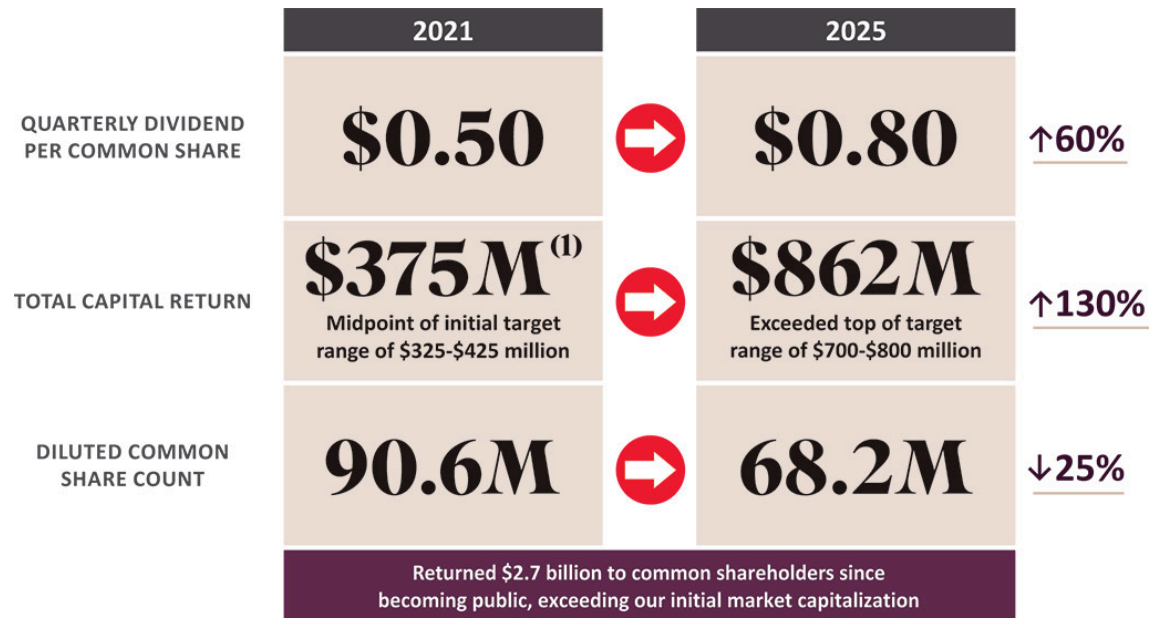 2021
2025
QUARTERLY DIVIDEND
PER COMMON SHARE
$0.50
$0.80
↑60%
TOTAL CAPITAL RETURN
$375M(1)
Midpoint of initial target
range of $325-$425 million
$862M
Exceeded top of target
range of $700-$800 million
↑130%
DILUTED COMMON
SHARE COUNT
90.6M
68.2M
↓25%
Returned $2.7 billion to common shareholders since
becoming public, exceeding our initial market capitalization